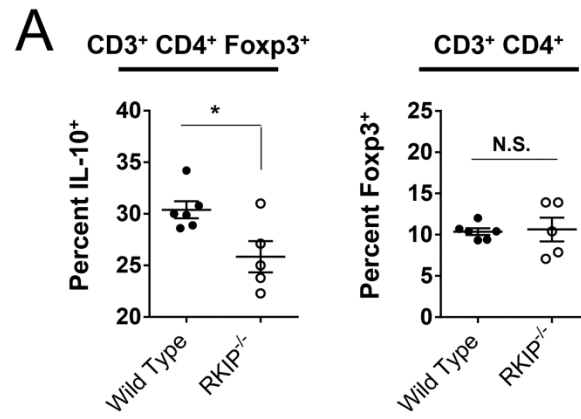 A
CD3⁺ CD4⁺ Foxp3⁺
Percent IL-10⁺
40
35
30
25
20
*
Wild Type
RKIP⁻/⁻
CD3⁺ CD4⁺
Percent Foxp3⁺
25
20
15
10
5
0
N.S.
Wild Type
RKIP⁻/⁻